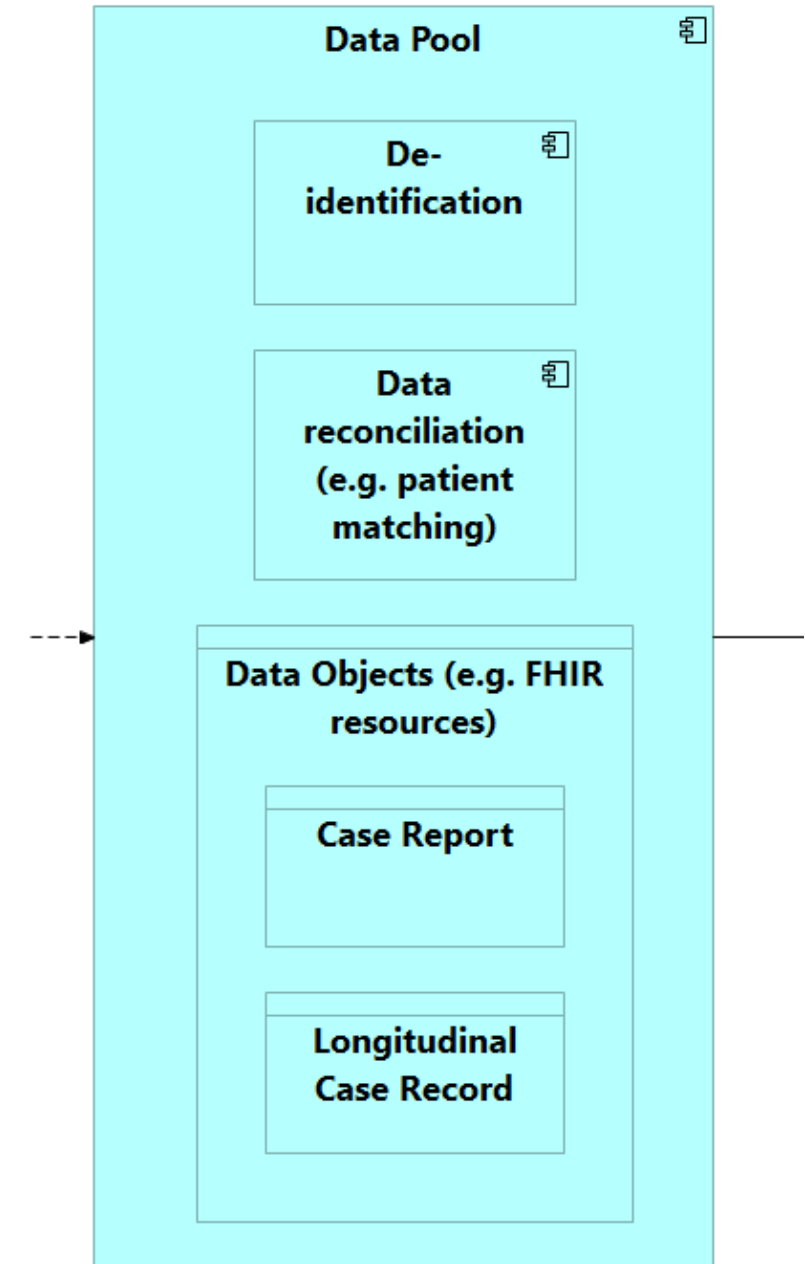 Data Pool
De-
identification
Data
reconciliation
(e.g. patient
matching)
Data Objects (e.g. FHIR
resources)
Case Report
Longitudinal
Case Record